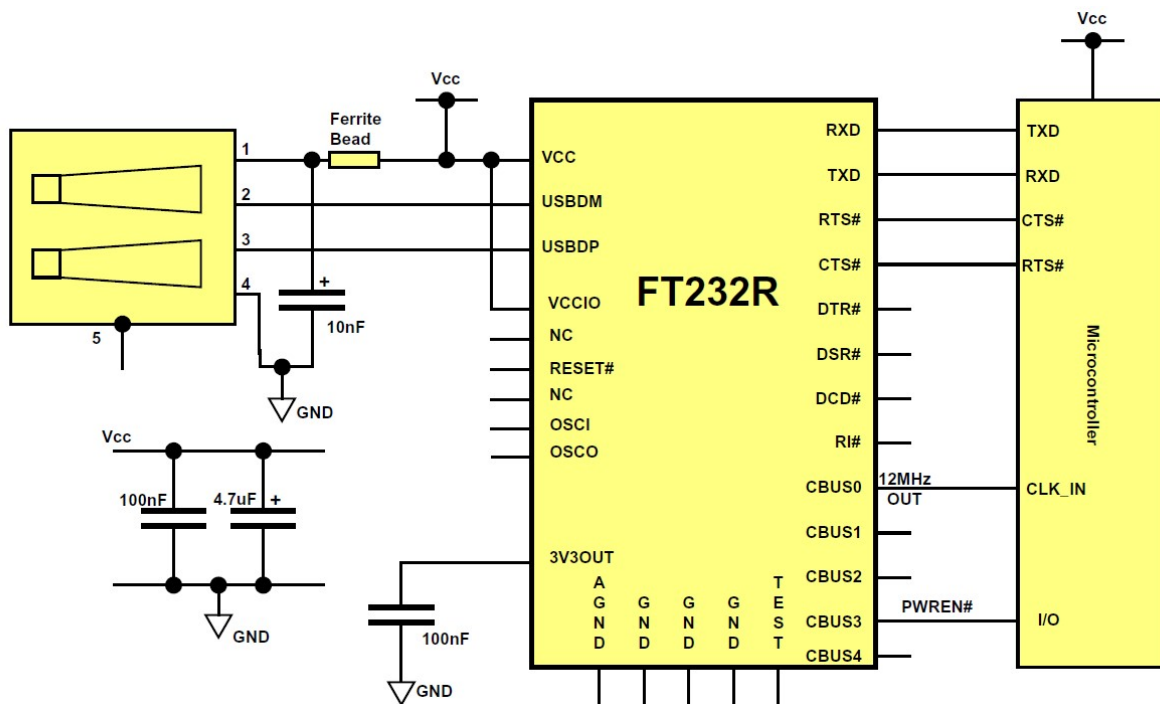 Vcc
Vcc
Ferrite
Bead
1
2
3
4
5
+
10nF
GND
Vcc
100nF
4.7uF
+
GND
100nF
GND
FT232R
VCC
USBDM
USBDP
VCCIO
NC
RESET#
NC
OSCI
OSCO
3V3OUT
AGND
GND
GND
GND
TEST
RXD
TXD
RTS#
CTS#
DTR#
DSR#
DCD#
RI#
CBUS0
CBUS1
CBUS2
CBUS3
CBUS4
12MHz
OUT
PWREN#
TXD
RXD
CTS#
RTS#
Microcontroller
CLK_IN
I/O